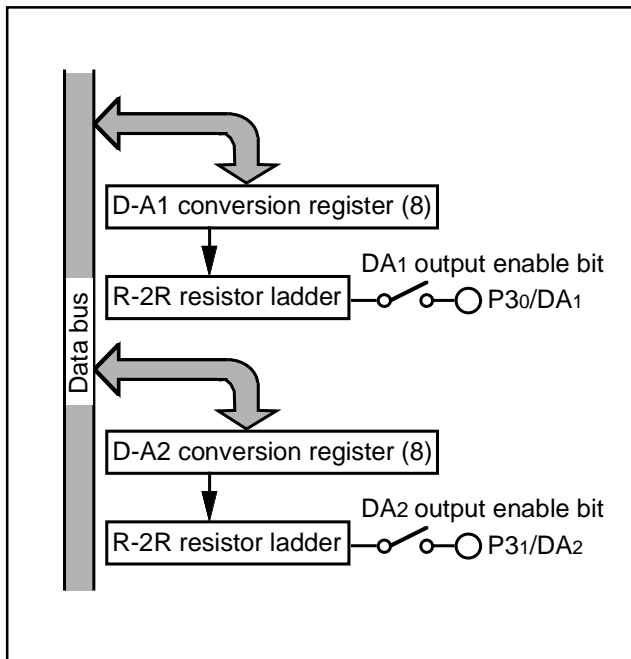 D-A1 conversion register (8)
DA1 output enable bit
R-2R resistor ladder
P30/DA1
Data bus
D-A2 conversion register (8)
DA2 output enable bit
R-2R resistor ladder
P31/DA2